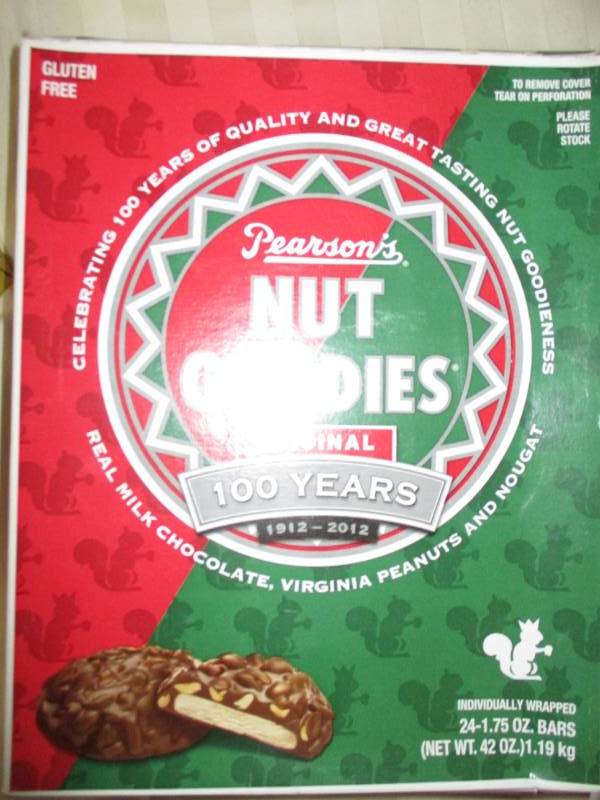 GLUTEN
FREE
TO REMOVE COVER
TEAR ON PERFORATION
PLEASE
ROTATE
STOCK
CELEBRATING 100 YEARS OF QUALITY AND GREAT TASTING NUT GOODIENESS
Pearson's
NUT
GOODIES
ORIGINAL
100 YEARS
1912-2012
REAL MILK CHOCOLATE, VIRGINIA PEANUTS AND NOUGAT
INDIVIDUALLY WRAPPED
24-1.75 OZ. BARS
(NET WT. 42 OZ.)1.19 kg